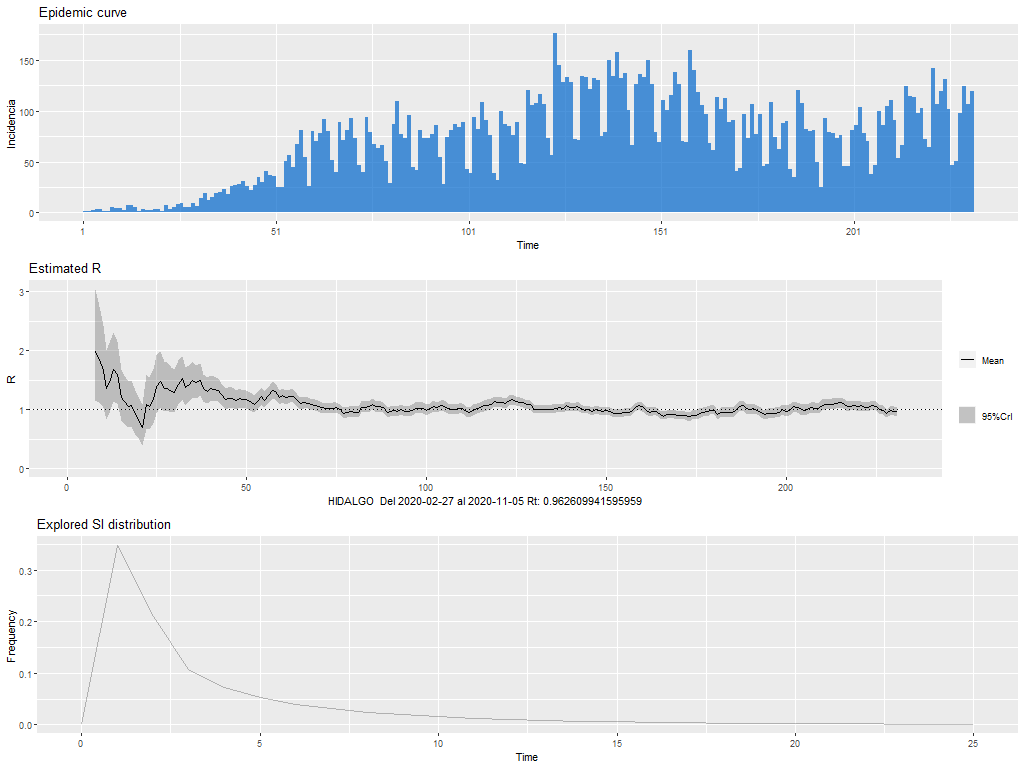 Epidemic curve
150
100
50
0
Incidencia
1
51
101
151
201
Time
Estimated R
3
2
1
0
R
Mean
95%CrI
0
50
100
150
200
HIDALGO  Del 2020-02-27 al 2020-11-05 Rt: 0.962609941595959
Explored SI distribution
0.3
0.2
0.1
0.0
Frequency
0
5
10
15
20
25
Time